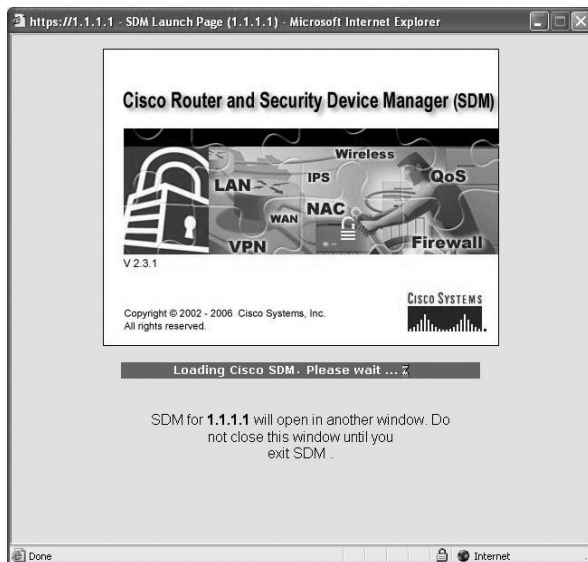 https://1.1.1.1 - SDM Launch Page (1.1.1.1) - Microsoft Internet Explorer
Cisco Router and Security Device Manager (SDM)
Wireless
LAN
IPS
QoS
WAN
NAC
VPN
Firewall
V 2.3.1
CISCO SYSTEMS
Copyright © 2002 - 2006 Cisco Systems, Inc.
All rights reserved.
Loading Cisco SDM. Please wait ...
SDM for 1.1.1.1 will open in another window. Do
not close this window until you
exit SDM .
Done
Internet